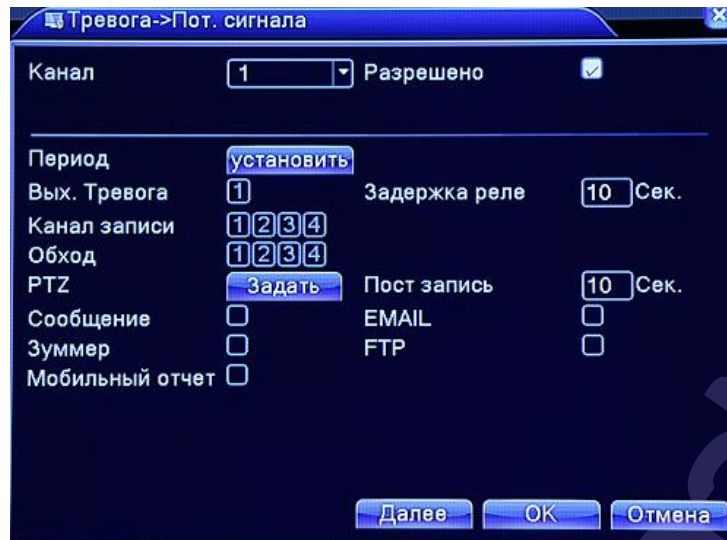 Тревога->Пот. сигнала
Канал 1 Разрешено
Период установить
Вых. Тревога 1 Задержка реле 10 Сек.
Канал записи 1 2 3 4
Обход 1 2 3 4
PTZ Задать Пост запись 10 Сек.
Сообщение EMAIL
Зуммер FTP
Мобильный отчет
Далее OK Отмена